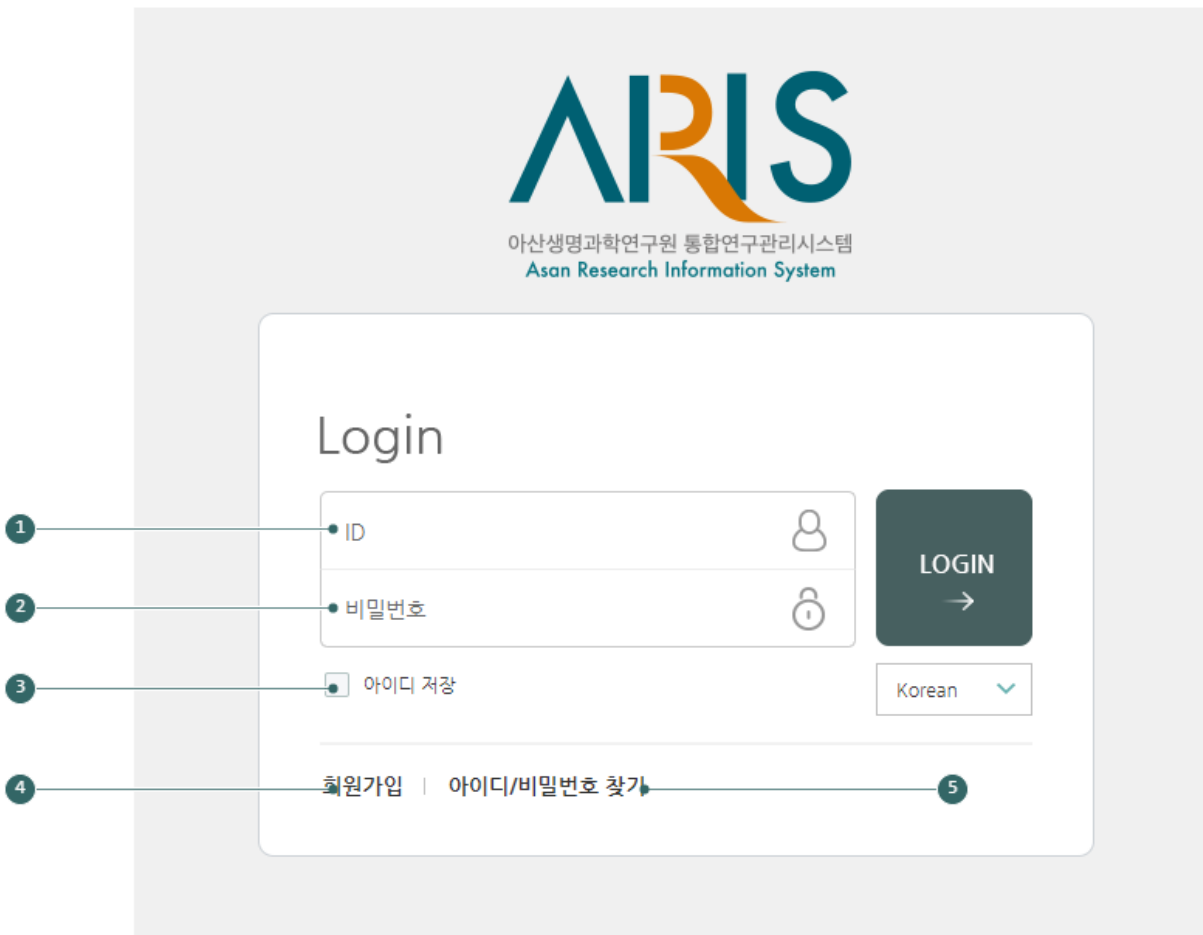 ARIS
아산생명과학연구원 통합연구관리시스템
Asan Research Information System
Login
1
ID
LOGIN
2
비밀번호
3
아이디 저장
Korean
4
회원가입
아이디/비밀번호 찾기
5